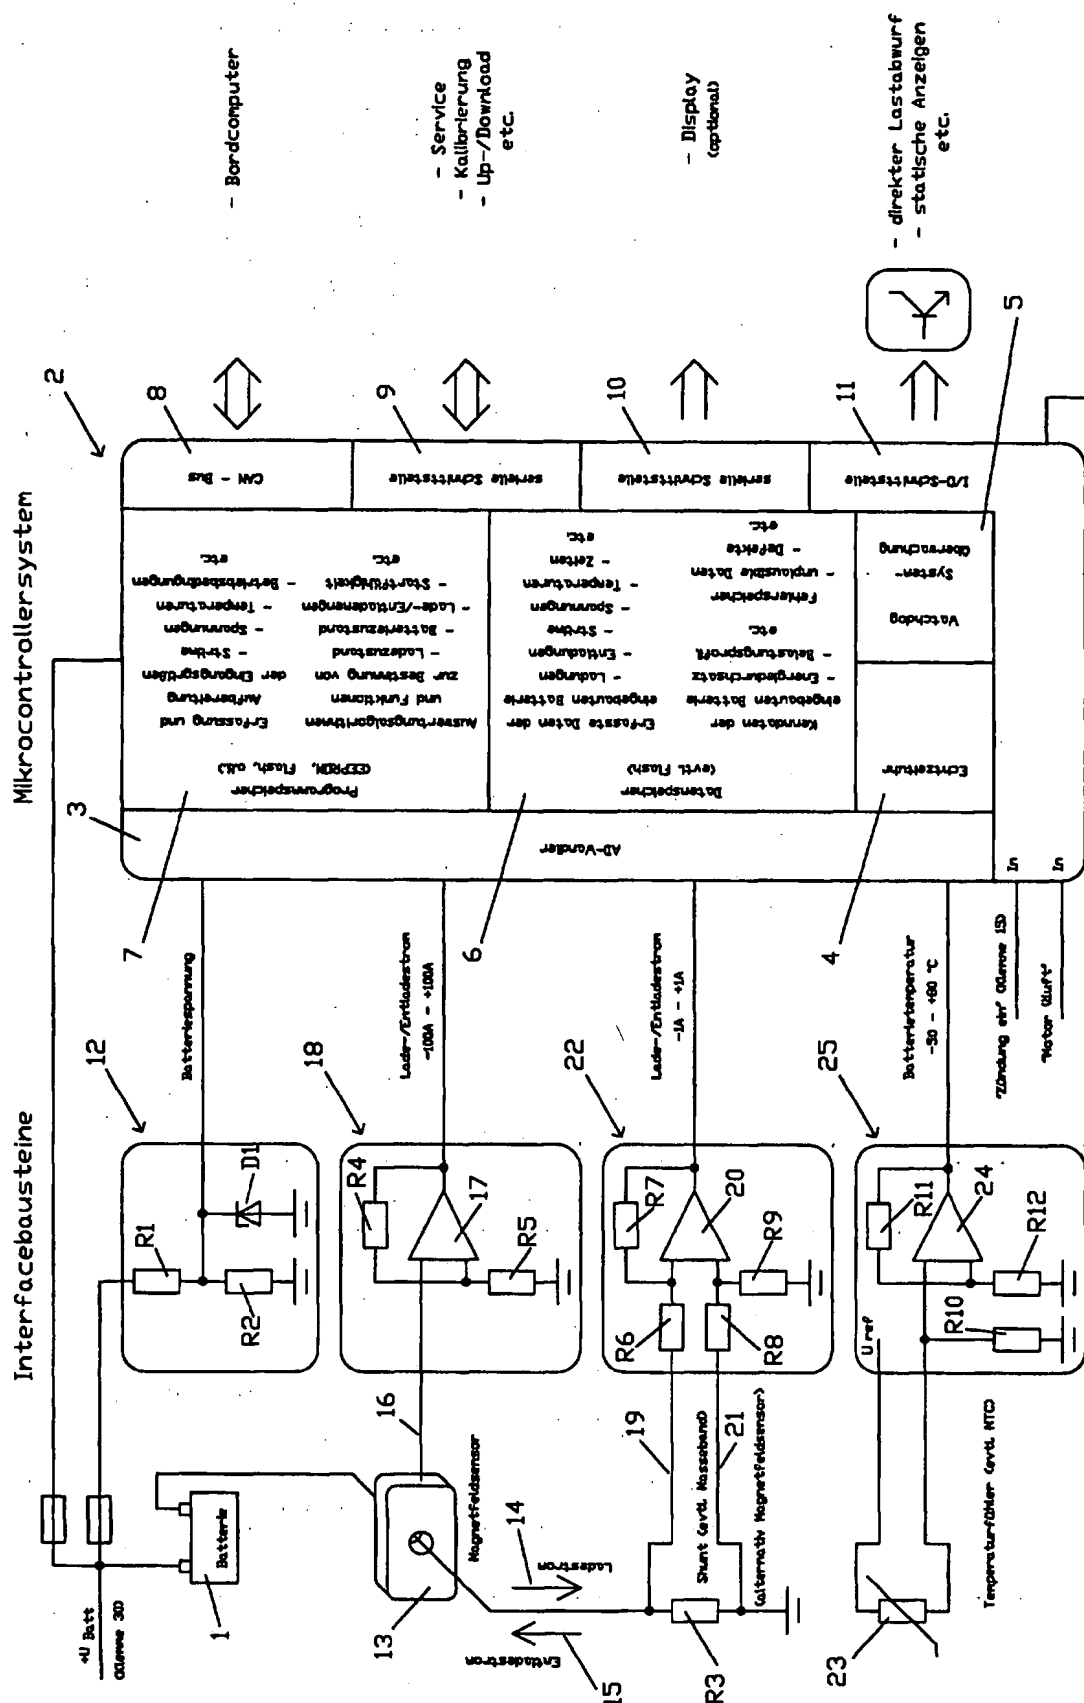 Interfacebausteine
Mikrocontrollersystem
+U Batt
(Klemme 30)
1
Batterie
12
R1
R2
D1
Batteriespannung
13
Magnetfeldsensor
16
18
R4
17
R5
Lade-/Entladestrom
-100A - +100A
14
Ladestrom
15
Entladestrom
R3
Shunt (evtl. Masseband)
(alternativ Magnetfeldsensor)
19
21
22
R6
R7
R8
R9
20
Lade-/Entladestrom
-1A - +1A
23
Temperaturfühler (evtl. NTC)
25
U ref
R10
R11
R12
24
Batterietemperatur
-30 - +80 °C
"Zündung ein" (Klemme 15)
"Motor läuft"
In
In
2
3
AD-Wandler
7
Programmspeicher
(EEPROM, Flash, o.ä.)
Erfassung und
Aufbereitung
der Eingangsgrößen
- Ströme
- Spannungen
- Temperaturen
- Betriebsbedingungen
etc
Auswertungsalgorithmen
und Funktionen
zur Bestimmung von
- Ladezustand
- Batteriezustand
- Lade-/Entlademengen
- Startfähigkeit
etc.
6
Datenspeicher
(evtl. Flash)
Erfasste Daten der
eingebauten Batterie
- Ladungen
- Entladungen
- Ströme
- Spannungen
- Temperaturen
- Zeiten
etc.
Kenndaten der
eingebauten Batterie
- Energiedurchsatz
- Belastungsprofil
etc
Fehlerspeicher
unplausible Daten
- Defekte
etc.
4
Echtzeituhr
5
Watchdog
System-
Überwachung
8
CAN - Bus
- Bordcomputer
9
serielle Schnittstelle
- Service
- Kalibrierung
- Up-/Download
etc.
10
serielle Schnittstelle
- Display
(optional)
11
I/O-Schnittstelle
- direkter Lastabwurf
- statische Anzeigen
etc.